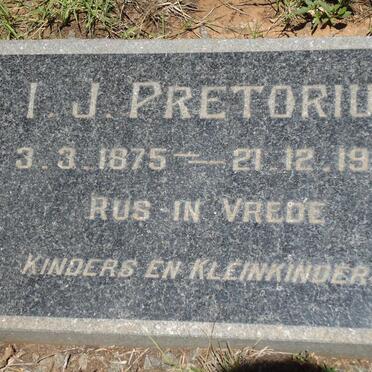 I. J. PRETORIU
3. 3. 1875 — 21. 12. 19
RUS IN VREDE
KINDERS EN KLEINKINDER